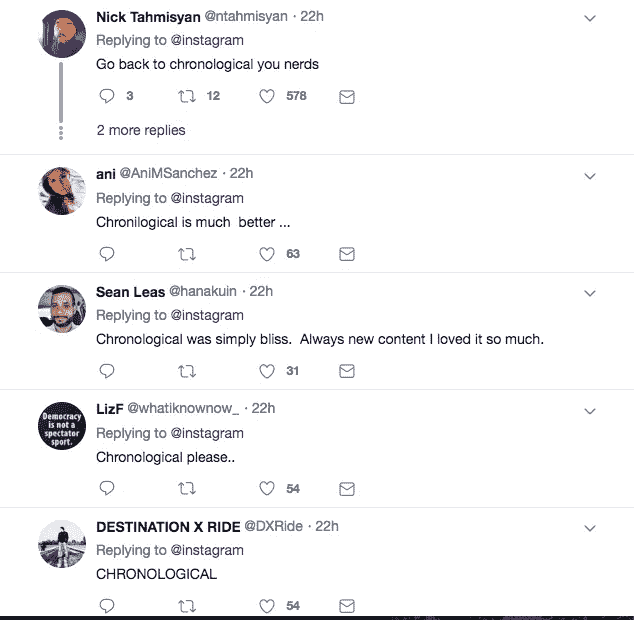 Nick Tahmisyan @ntahmisyan · 22h
Replying to @instagram
Go back to chronological you nerds
3 12 578
2 more replies
ani @AniMSanchez · 22h
Replying to @instagram
Chronilogical is much  better ...
63
Sean Leas @hanakuin · 22h
Replying to @instagram
Chronological was simply bliss.  Always new content I loved it so much.
31
Democracy
is not a
spectator
sport.
LizF @whatiknownow_ · 22h
Replying to @instagram
Chronological please..
54
DESTINATION X RIDE @DXRide · 22h
Replying to @instagram
CHRONOLOGICAL
54